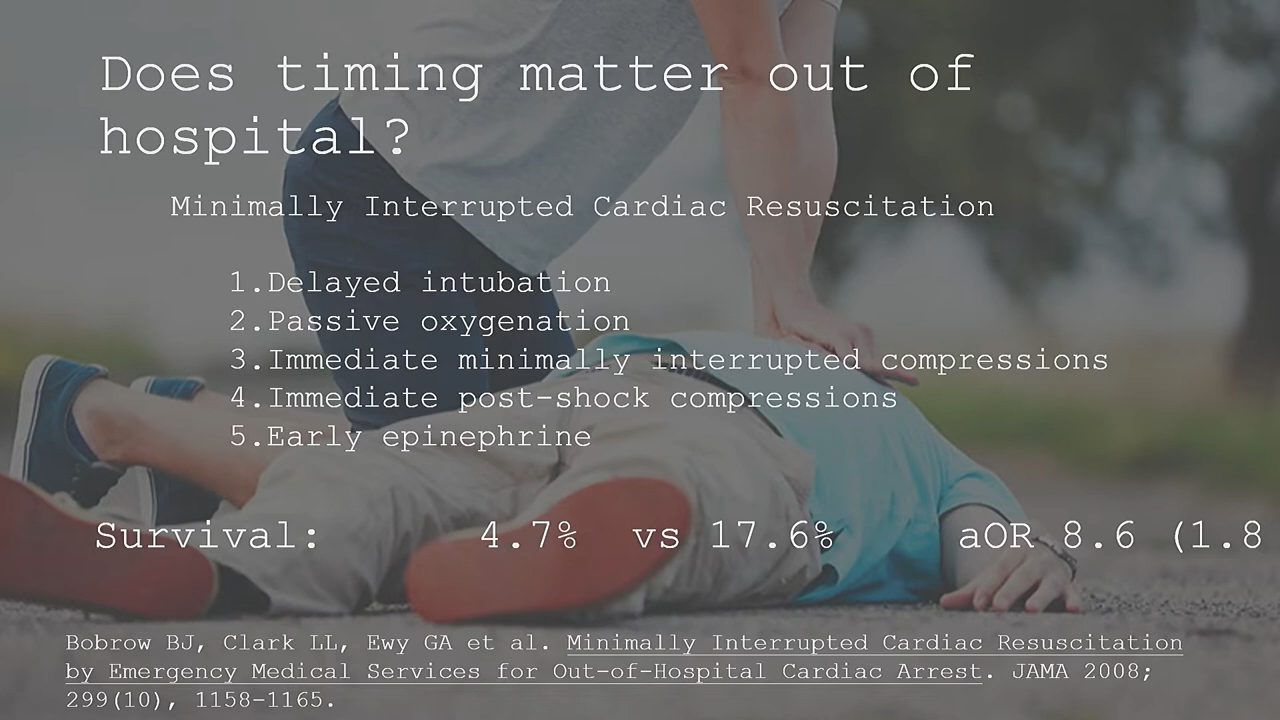 Does timing matter out of
hospital?
Minimally Interrupted Cardiac Resuscitation
1.Delayed intubation
2.Passive oxygenation
3.Immediate minimally interrupted compressions
4.Immediate post-shock compressions
5.Early epinephrine
Survival: 4.7% vs 17.6% aOR 8.6 (1.8
Bobrow BJ, Clark LL, Ewy GA et al. Minimally Interrupted Cardiac Resuscitation
by Emergency Medical Services for Out-of-Hospital Cardiac Arrest. JAMA 2008;
299(10), 1158-1165.